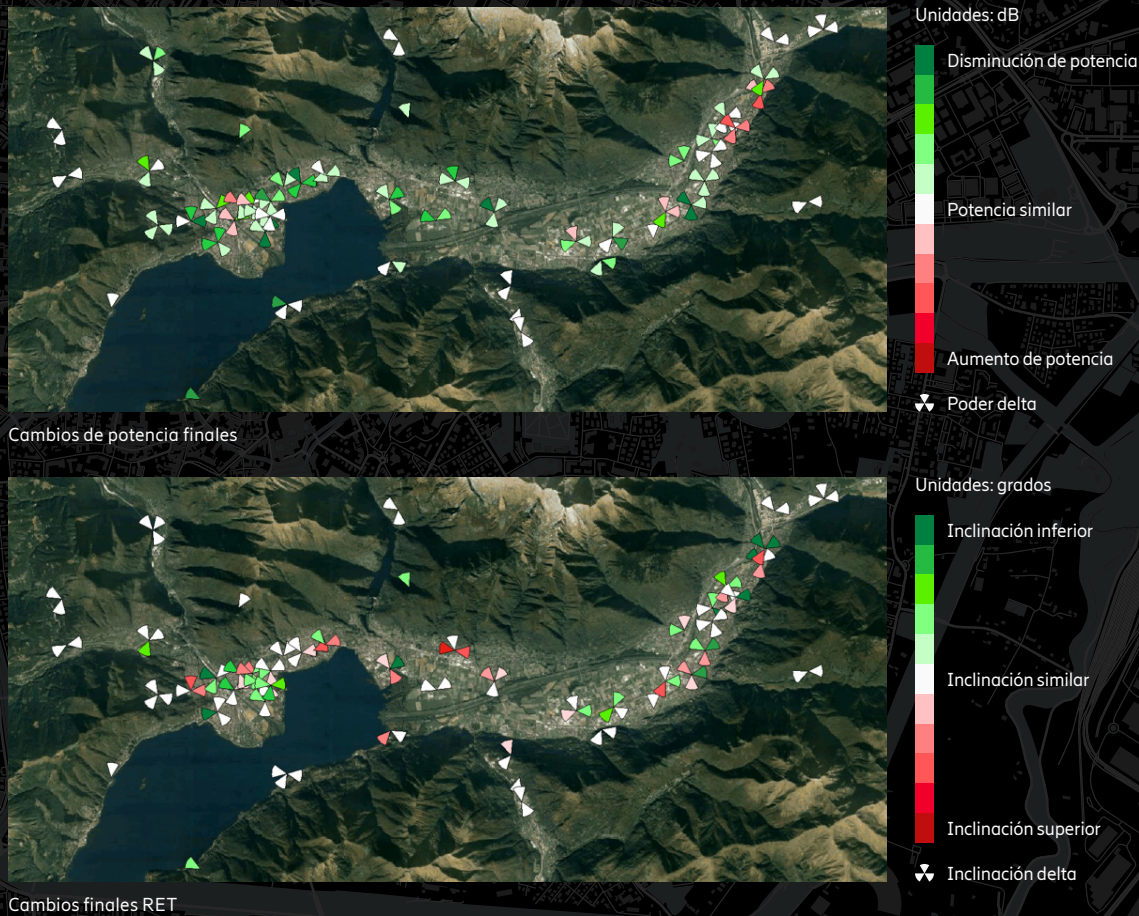 Unidades: dB
Disminución de potencia
Potencia similar
Aumento de potencia
Poder delta
Cambios de potencia finales
Unidades: grados
Inclinación inferior
Inclinación similar
Inclinación superior
Inclinación delta
Cambios finales RET